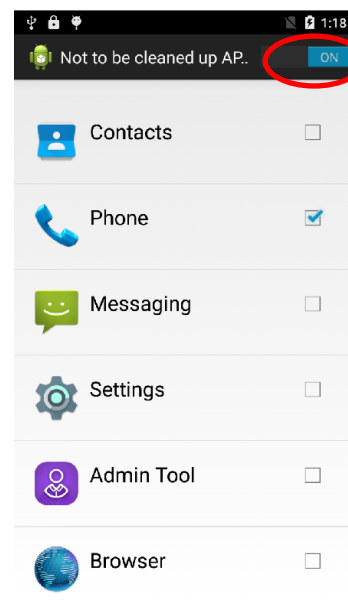 1:18
Not to be cleaned up AP..
ON
Contacts
Phone
Messaging
Settings
Admin Tool
Browser